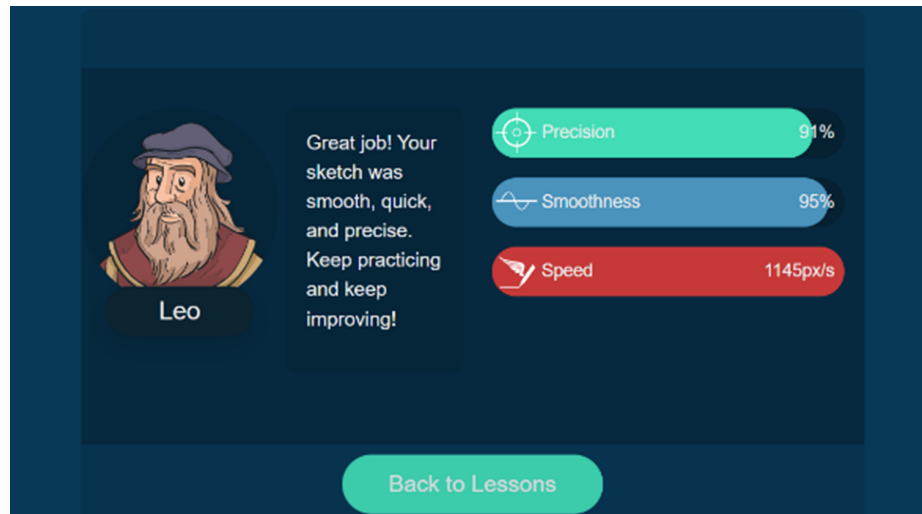 Great job! Your
sketch was
smooth, quick,
and precise.
Keep practicing
and keep
improving!
Leo
Precision 91%
Smoothness 95%
Speed 1145px/s
Back to Lessons